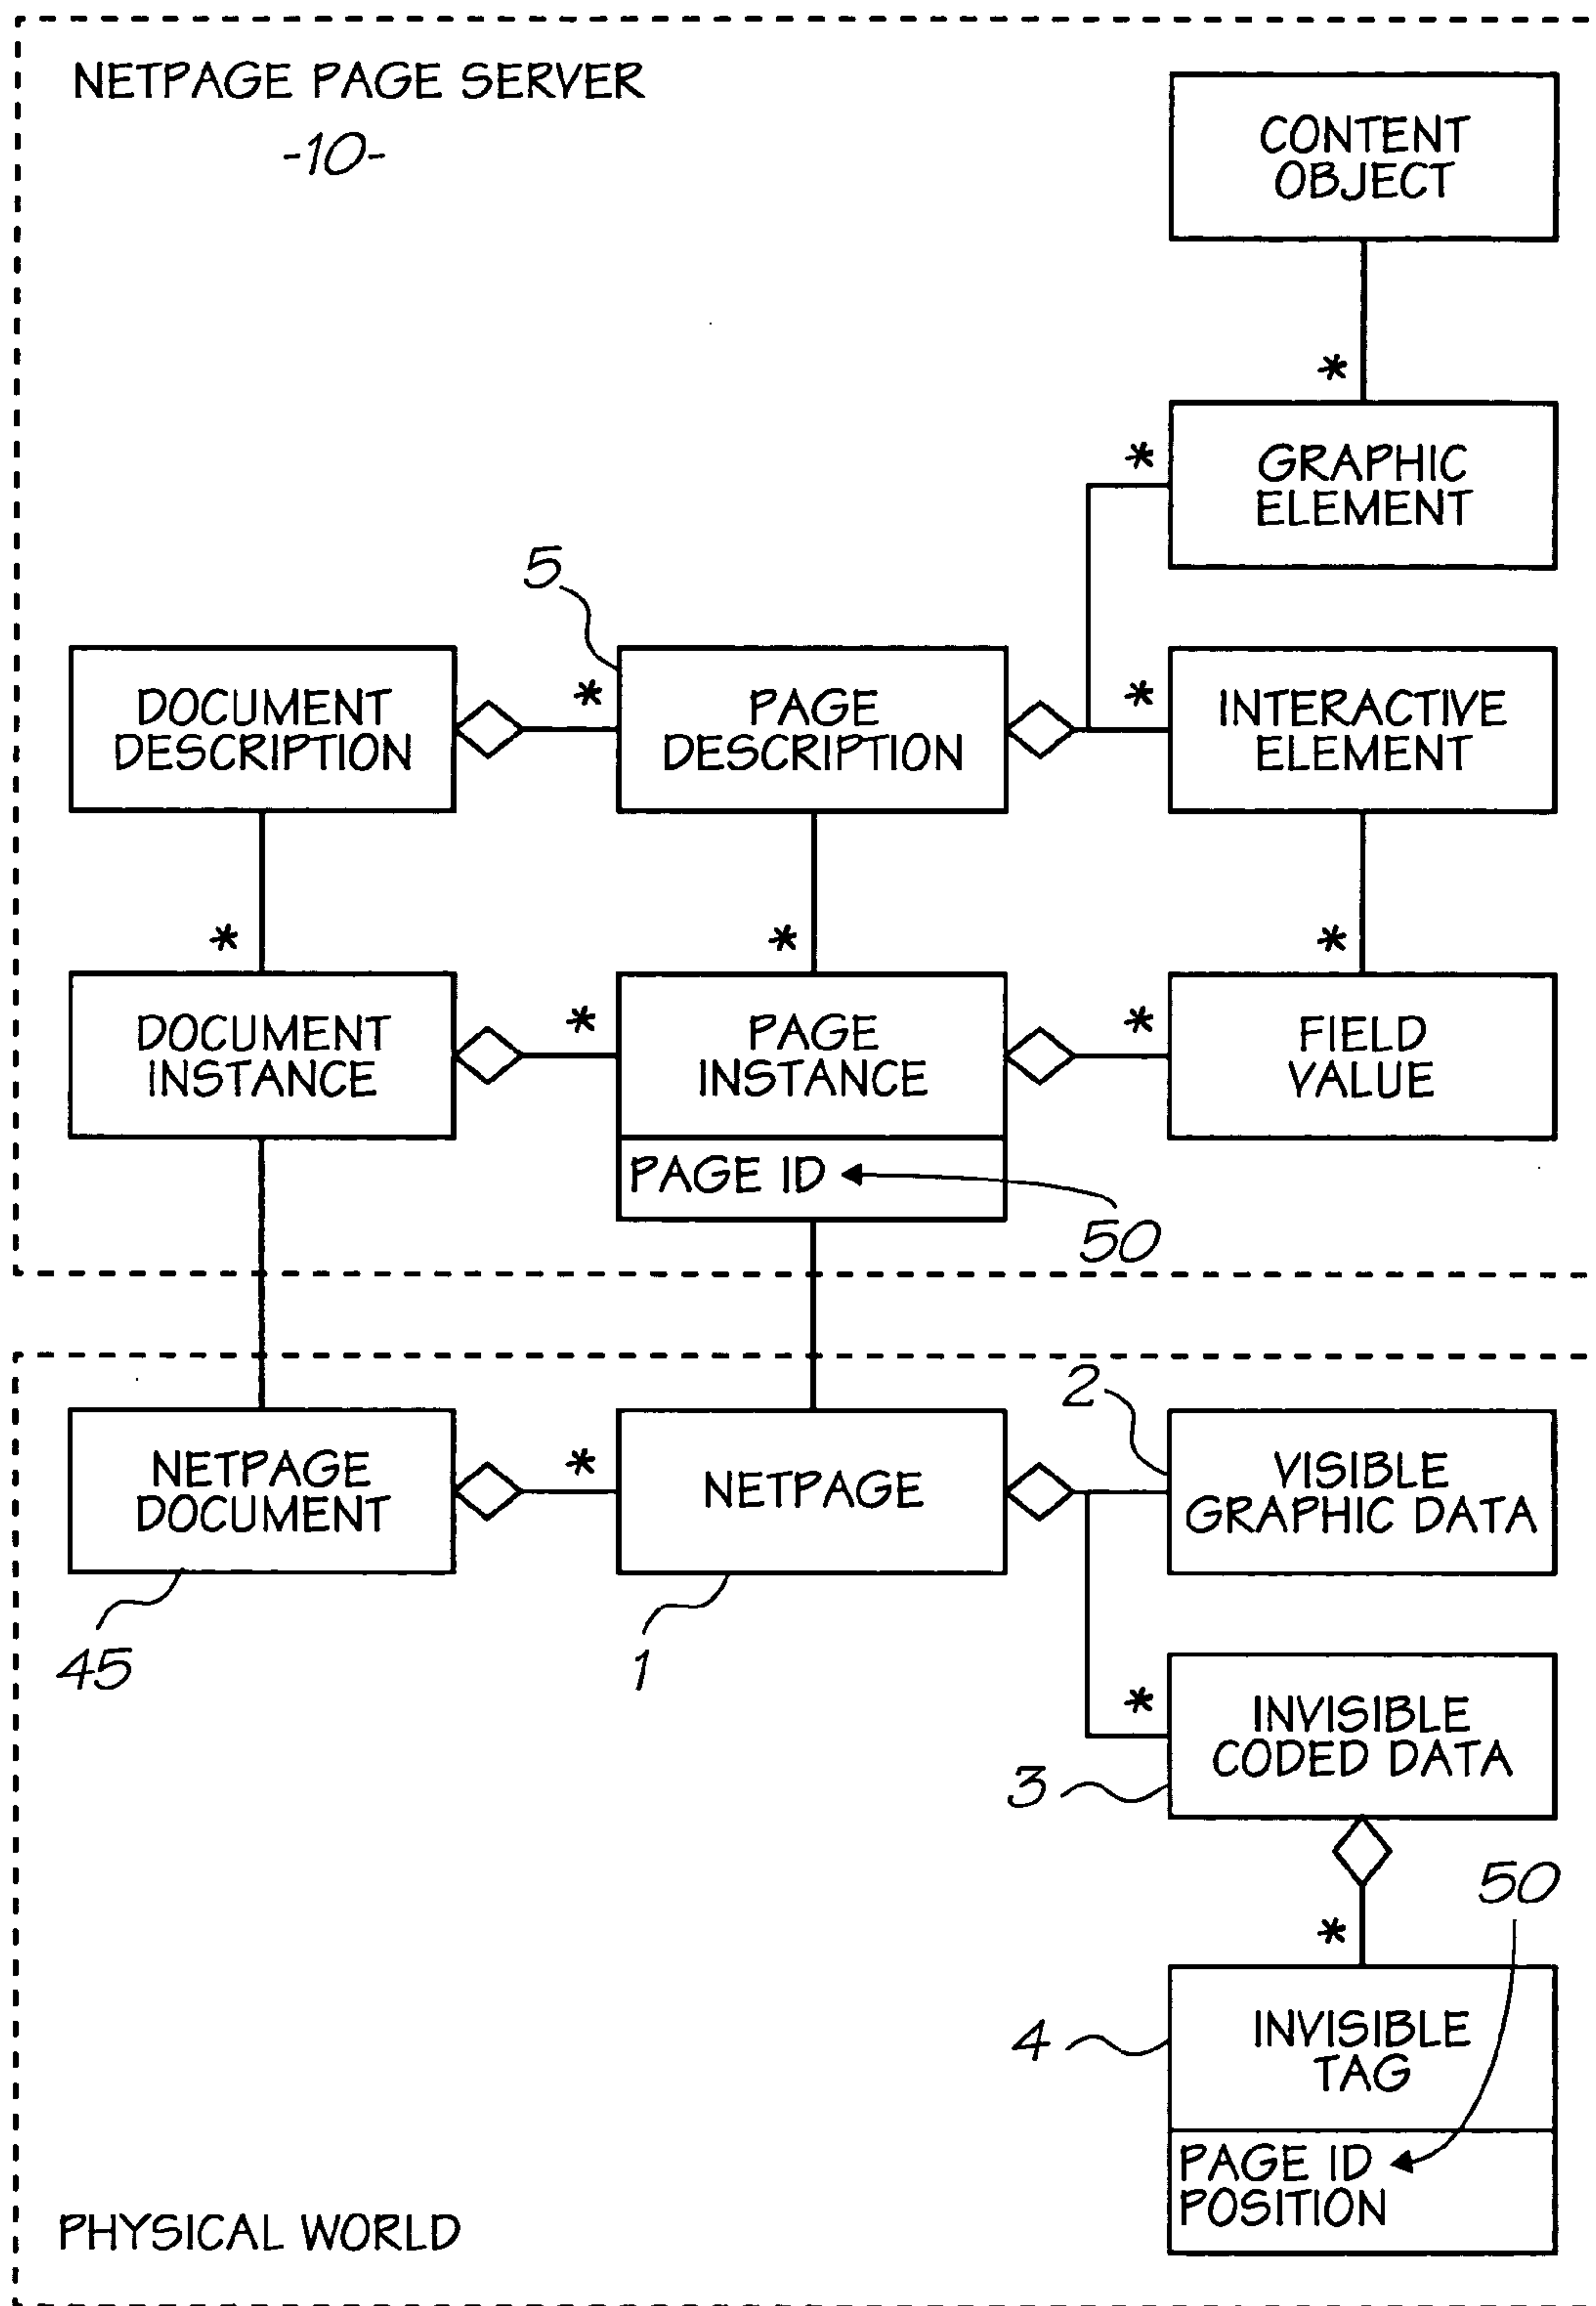 NETPAGE PAGE SERVER
-10-
CONTENT
OBJECT
*
*
GRAPHIC
ELEMENT
5
DOCUMENT
DESCRIPTION
*
PAGE
DESCRIPTION
*
INTERACTIVE
ELEMENT
*
*
*
DOCUMENT
INSTANCE
*
PAGE
INSTANCE
*
FIELD
VALUE
PAGE ID
50
2
NETPAGE
DOCUMENT
*
NETPAGE
VISIBLE
GRAPHIC DATA
45
1
*
INVISIBLE
CODED DATA
3
50
*
4
INVISIBLE
TAG
PAGE ID
POSITION
PHYSICAL WORLD